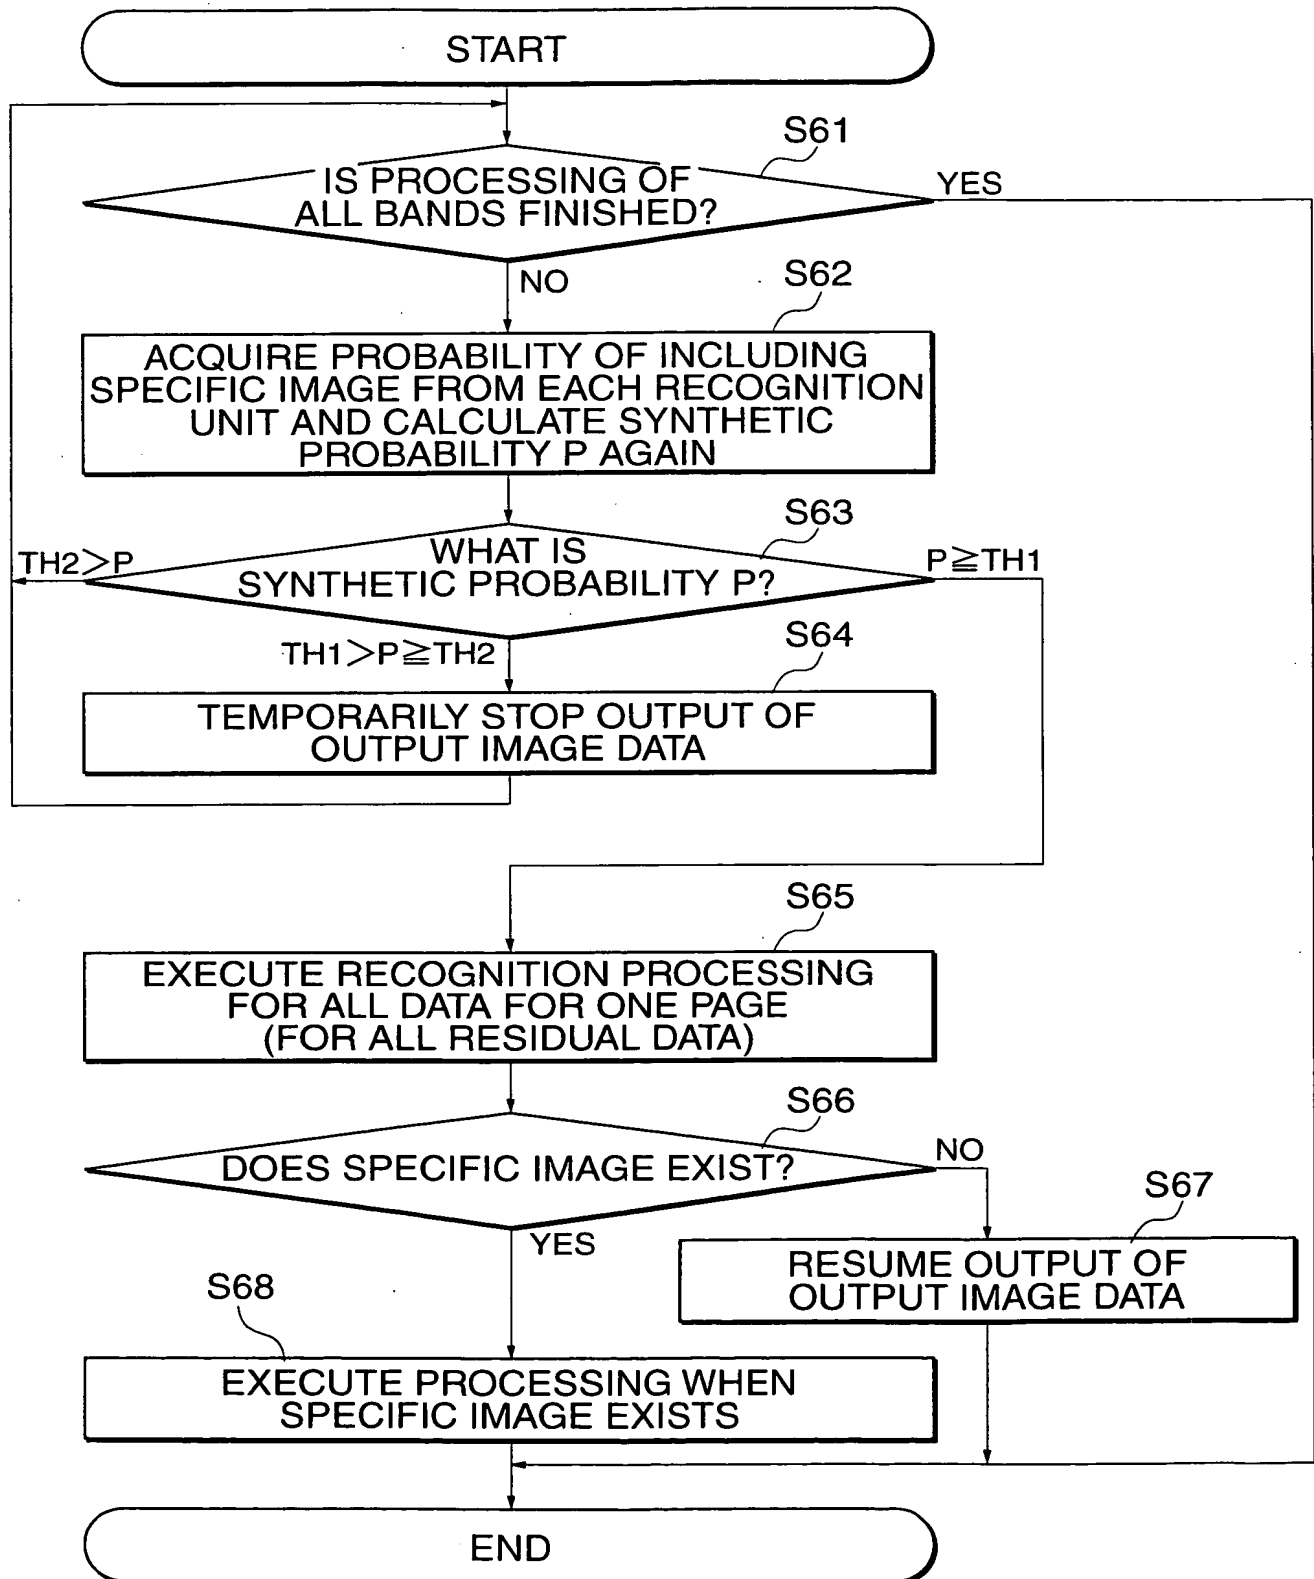 START
S61
IS PROCESSING OF
ALL BANDS FINISHED?
YES
NO
S62
ACQUIRE PROBABILITY OF INCLUDING
SPECIFIC IMAGE FROM EACH RECOGNITION
UNIT AND CALCULATE SYNTHETIC
PROBABILITY P AGAIN
S63
WHAT IS
SYNTHETIC PROBABILITY P?
TH2>P
P≧TH1
TH1>P≧TH2
S64
TEMPORARILY STOP OUTPUT OF
OUTPUT IMAGE DATA
S65
EXECUTE RECOGNITION PROCESSING
FOR ALL DATA FOR ONE PAGE
(FOR ALL RESIDUAL DATA)
S66
DOES SPECIFIC IMAGE EXIST?
NO
YES
S67
RESUME OUTPUT OF
OUTPUT IMAGE DATA
S68
EXECUTE PROCESSING WHEN
SPECIFIC IMAGE EXISTS
END